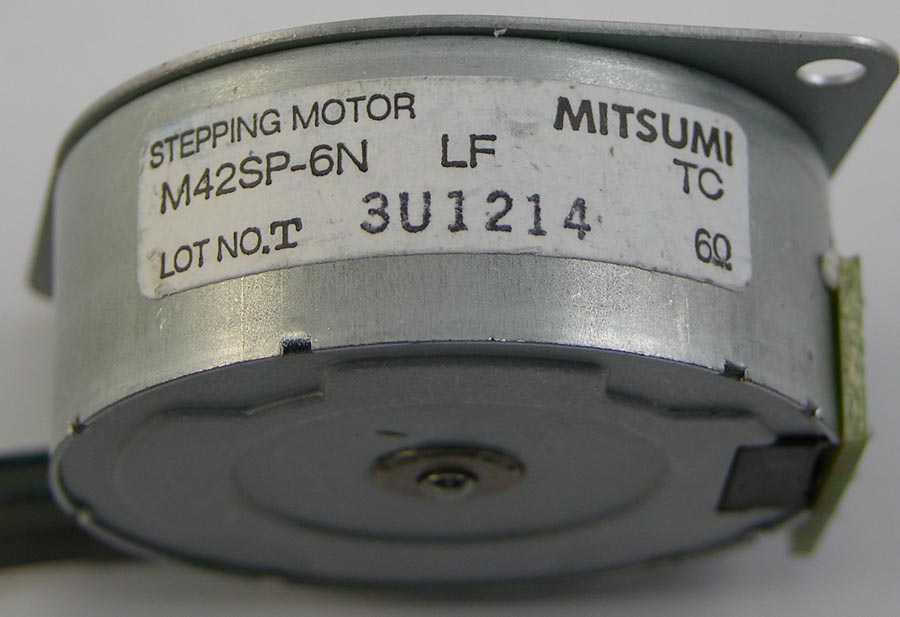 STEPPING MOTOR MITSUMI
M42SP-6N LF TC
LOT NO.T 3U1214 6Ω